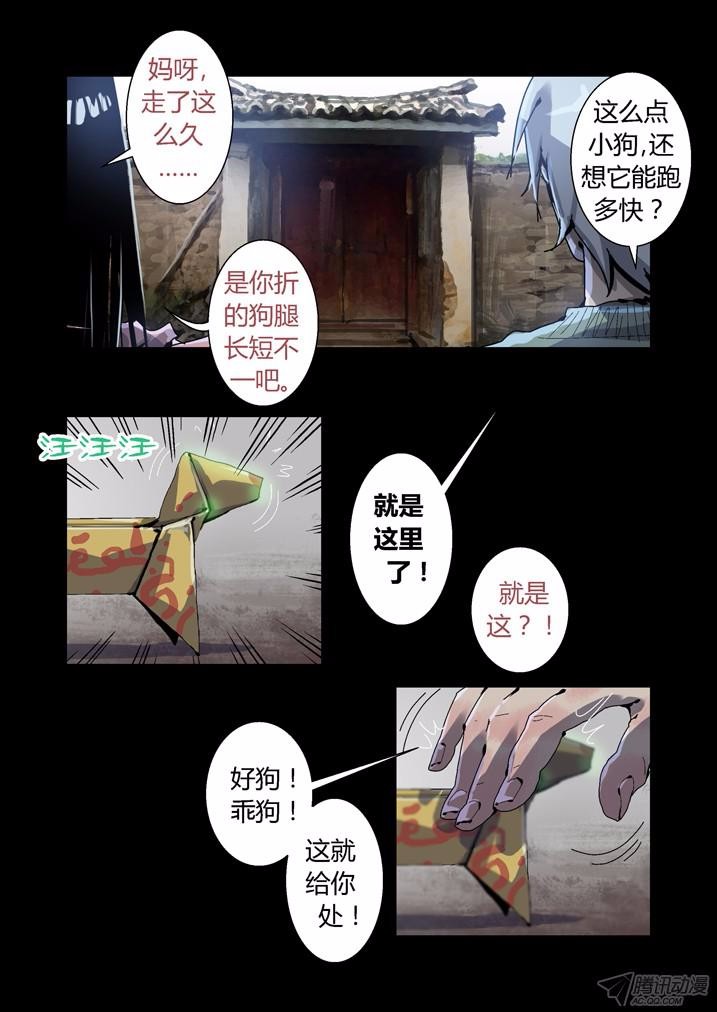 妈呀,
走了这
么久
……
这么点
小狗,还
想它能跑
多快？
是你折
的狗腿
长短不
一吧。
汪汪汪
就是
这里
了！
就是
这？！
好狗！
乖狗！
这就
给你
处！
腾讯动漫
AC.QQ.COM